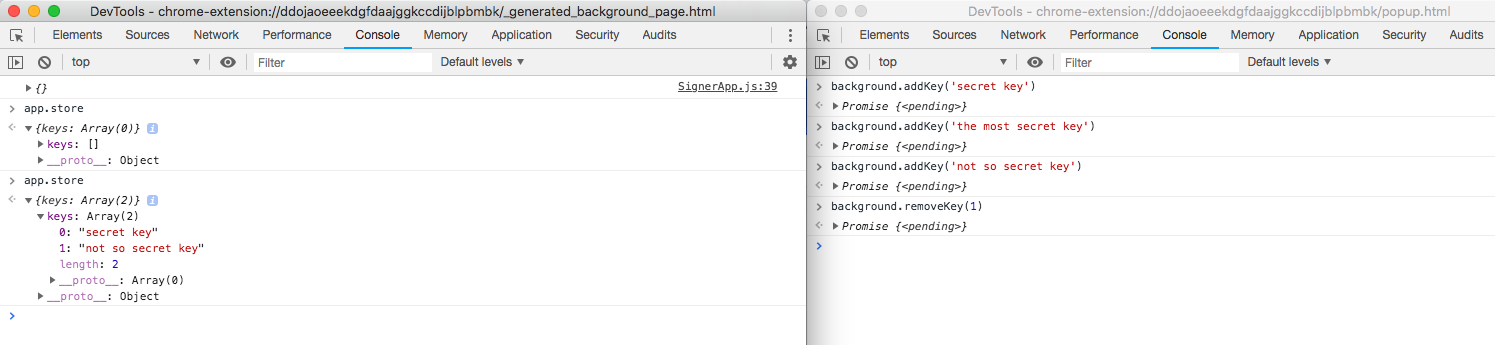 DevTools - chrome-extension://ddojaoeeekdgfdaajggkccdijblpbmbk/_generated_background_page.html
Elements Sources Network Performance Console Memory Application Security Audits
top Filter Default levels
{} SignerApp.js:39
app.store
{keys: Array(0)} i
keys: []
__proto__: Object
app.store
{keys: Array(2)} i
keys: Array(2)
0: "secret key"
1: "not so secret key"
length: 2
__proto__: Array(0)
__proto__: Object
DevTools - chrome-extension://ddojaoeeekdgfdaajggkccdijblpbmbk/popup.html
Elements Sources Network Performance Console Memory Application Security Audits
top Filter Default levels
background.addKey('secret key')
Promise {<pending>}
background.addKey('the most secret key')
Promise {<pending>}
background.addKey('not so secret key')
Promise {<pending>}
background.removeKey(1)
Promise {<pending>}